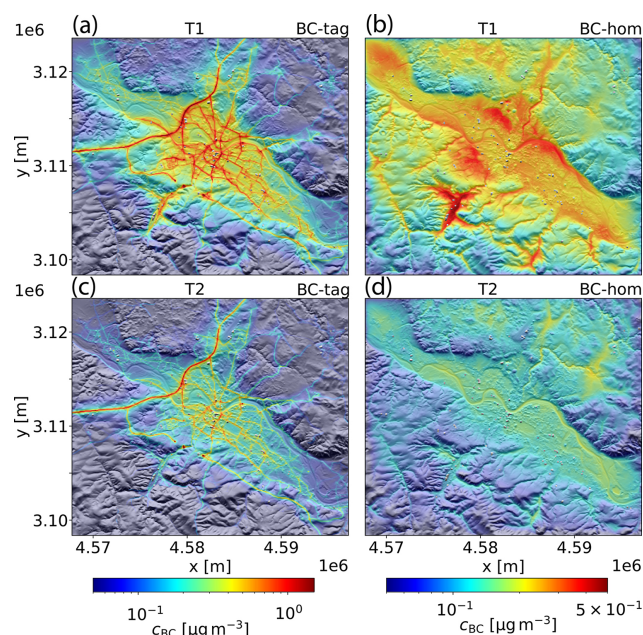 (a) T1 BC-tag (b) T1 BC-hom
1e6
3.12
3.11
3.10
y [m]
1e6 (c) T2 BC-tag (d) T2 BC-hom
3.12
3.11
3.10
y [m]
4.57 4.58 4.59 4.57 4.58 4.59
x [m] 1e6 x [m] 1e6
10⁻¹ 10⁰ 10⁻¹ 5 × 10⁻¹
c_BC [µg m⁻³] c_BC [µg m⁻³]